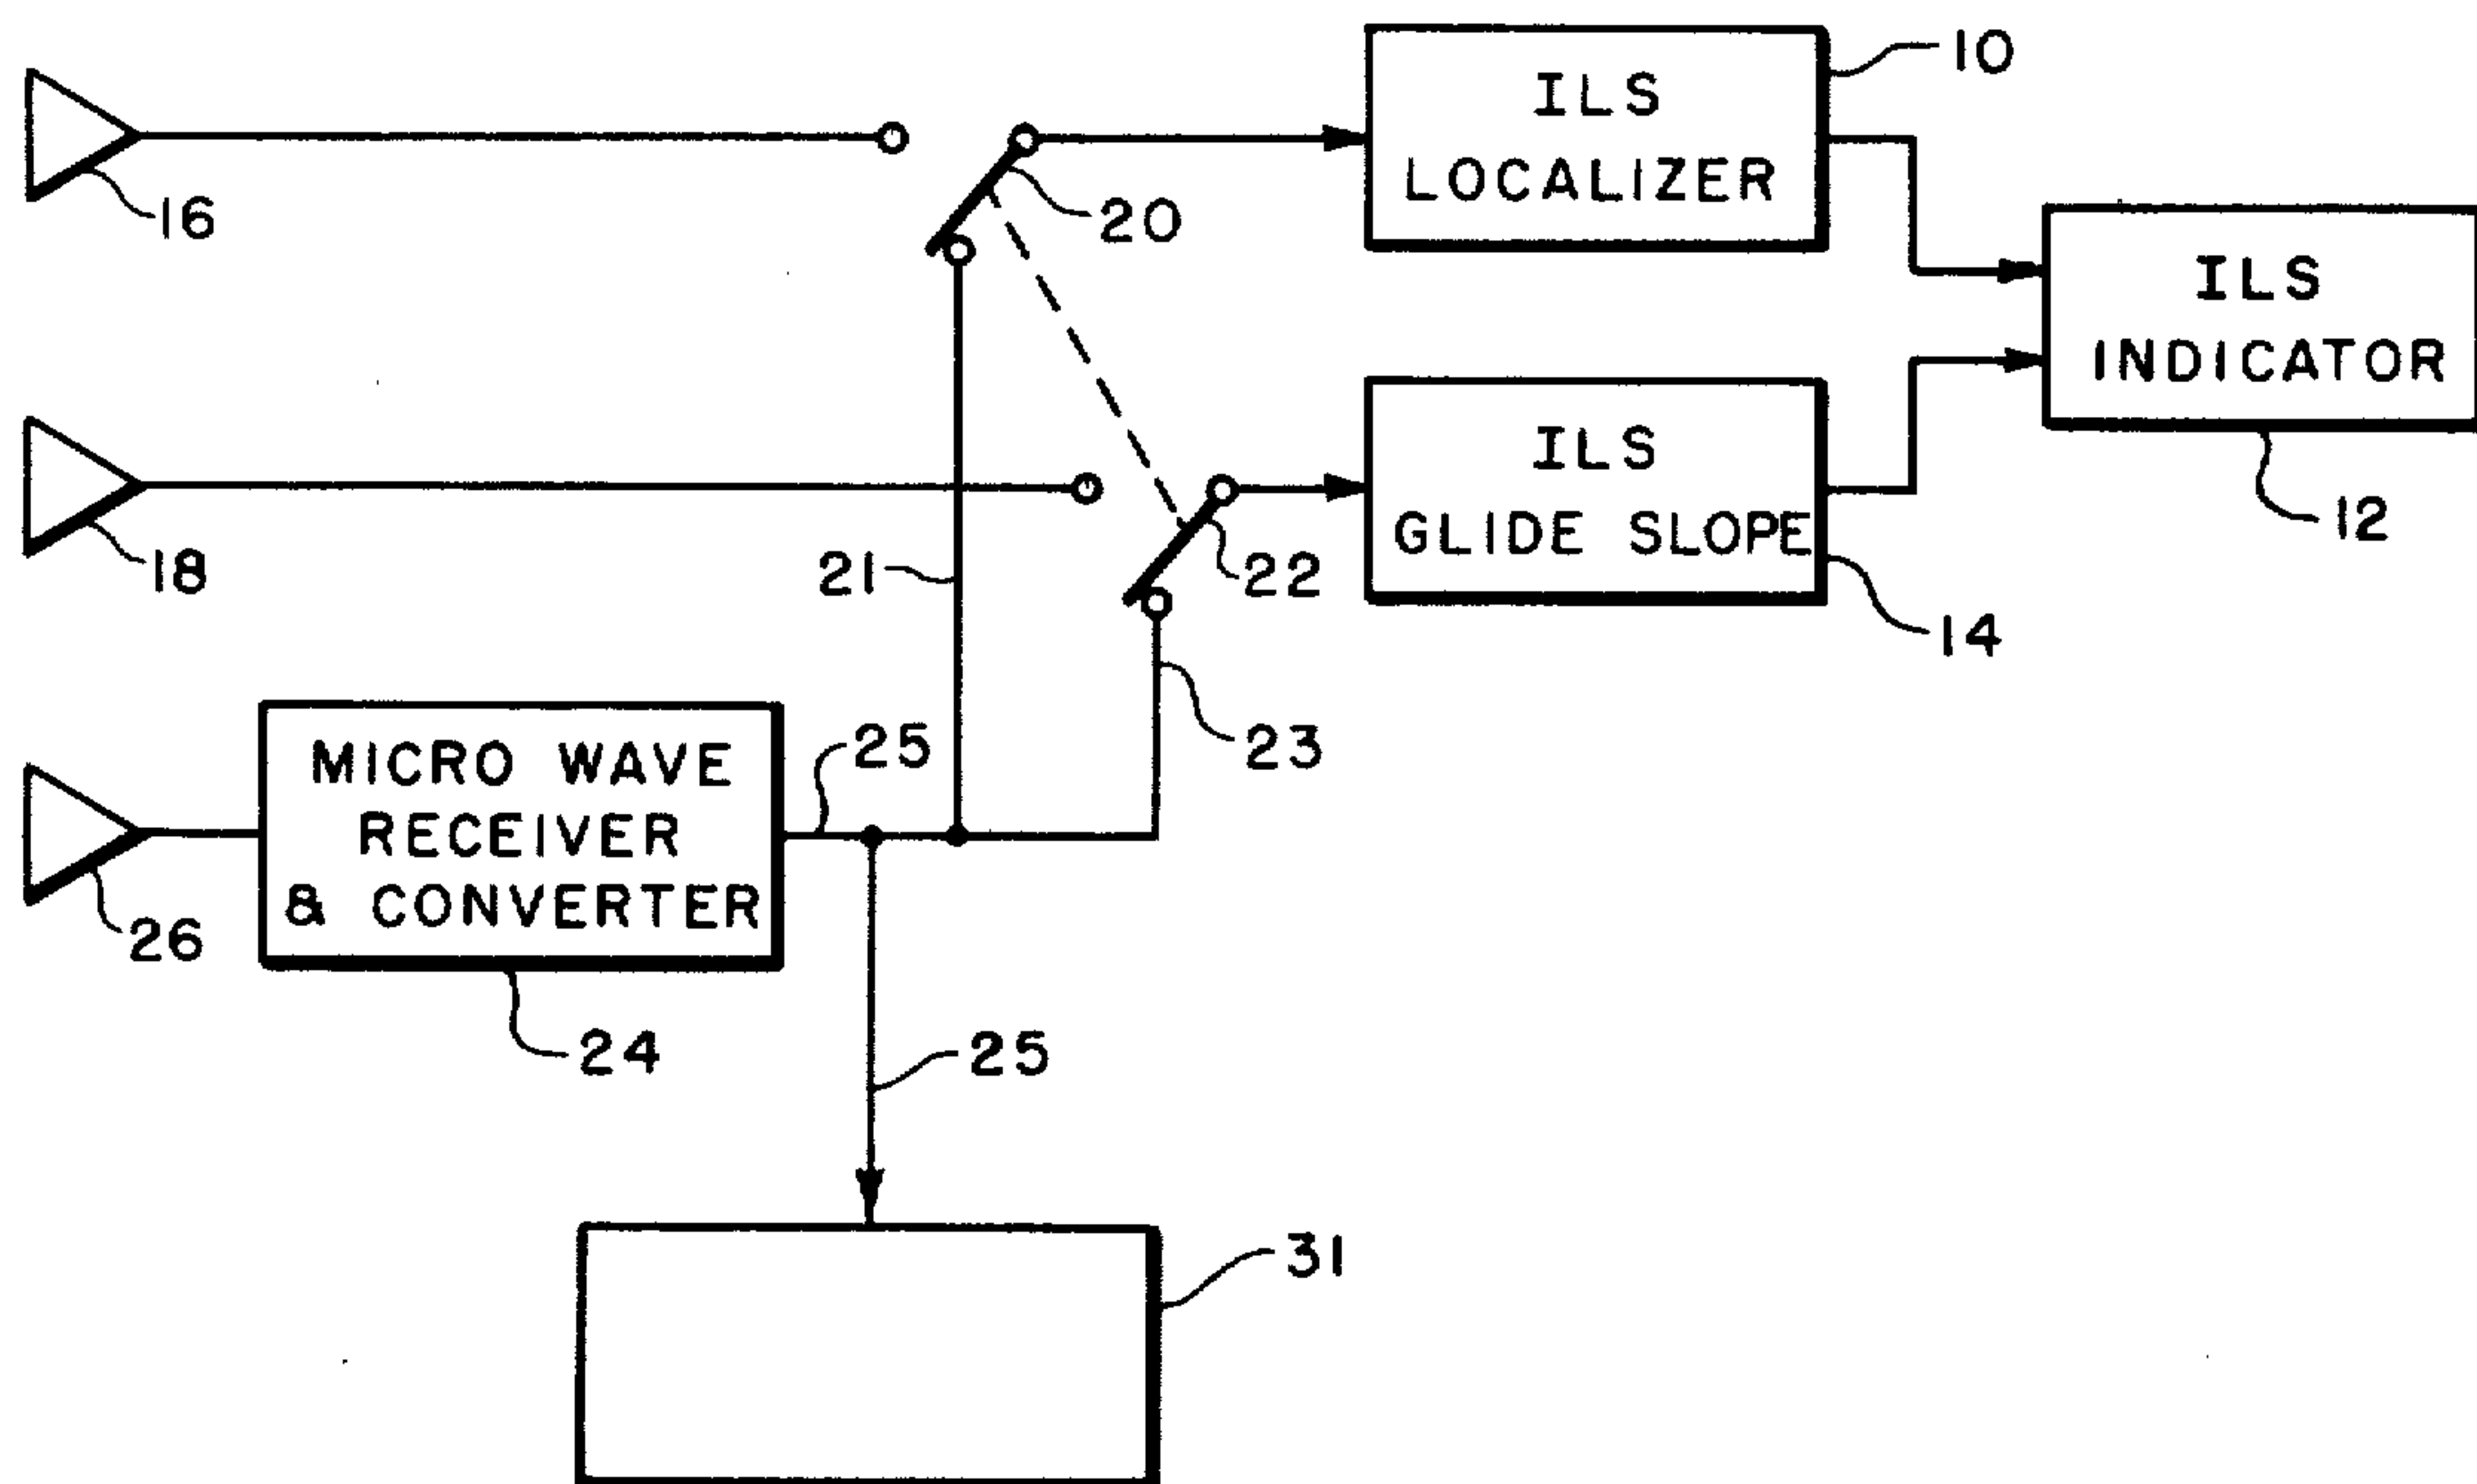 10
ILS
LOCALIZER
16
20
ILS
INDICATOR
12
ILS
GLIDE SLOPE
14
18
21
22
23
25
MICRO WAVE
RECEIVER
& CONVERTER
26
24
25
31